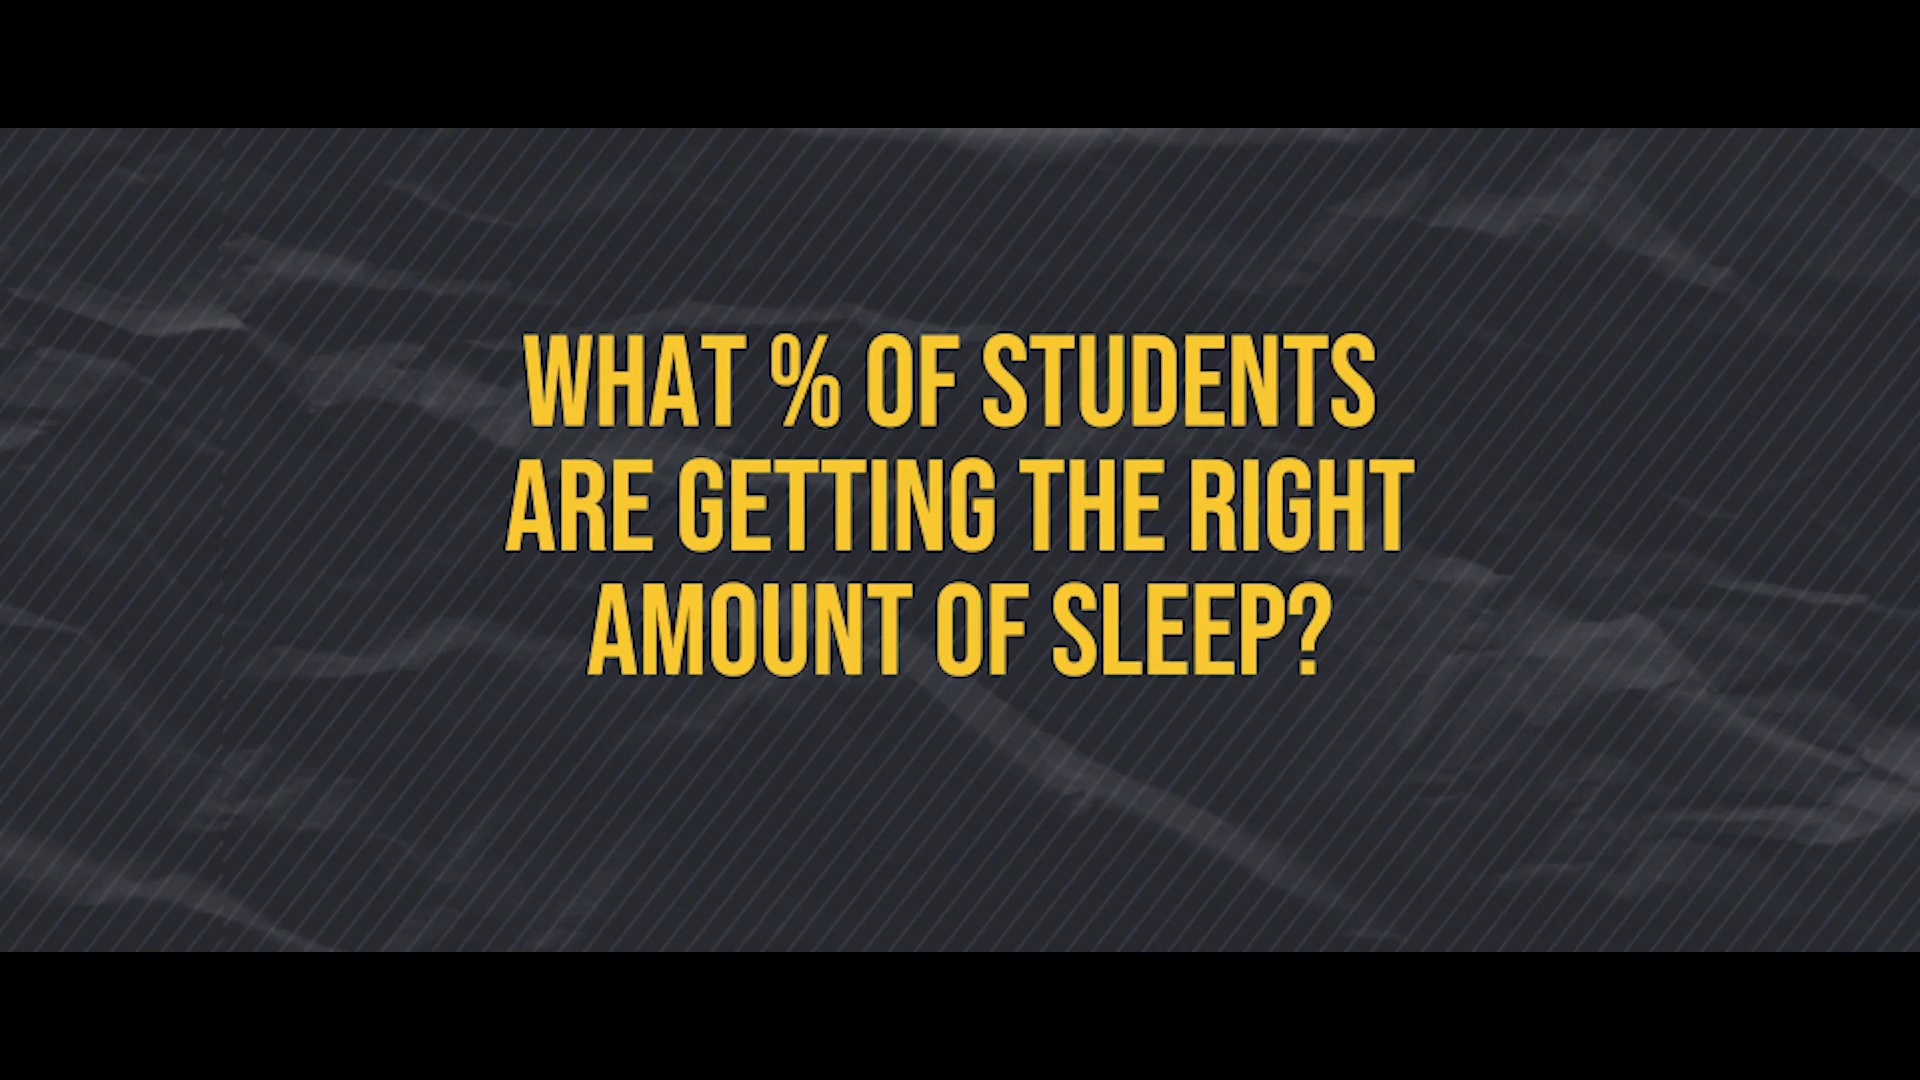 WHAT % OF STUDENTS
ARE GETTING THE RIGHT
AMOUNT OF SLEEP?